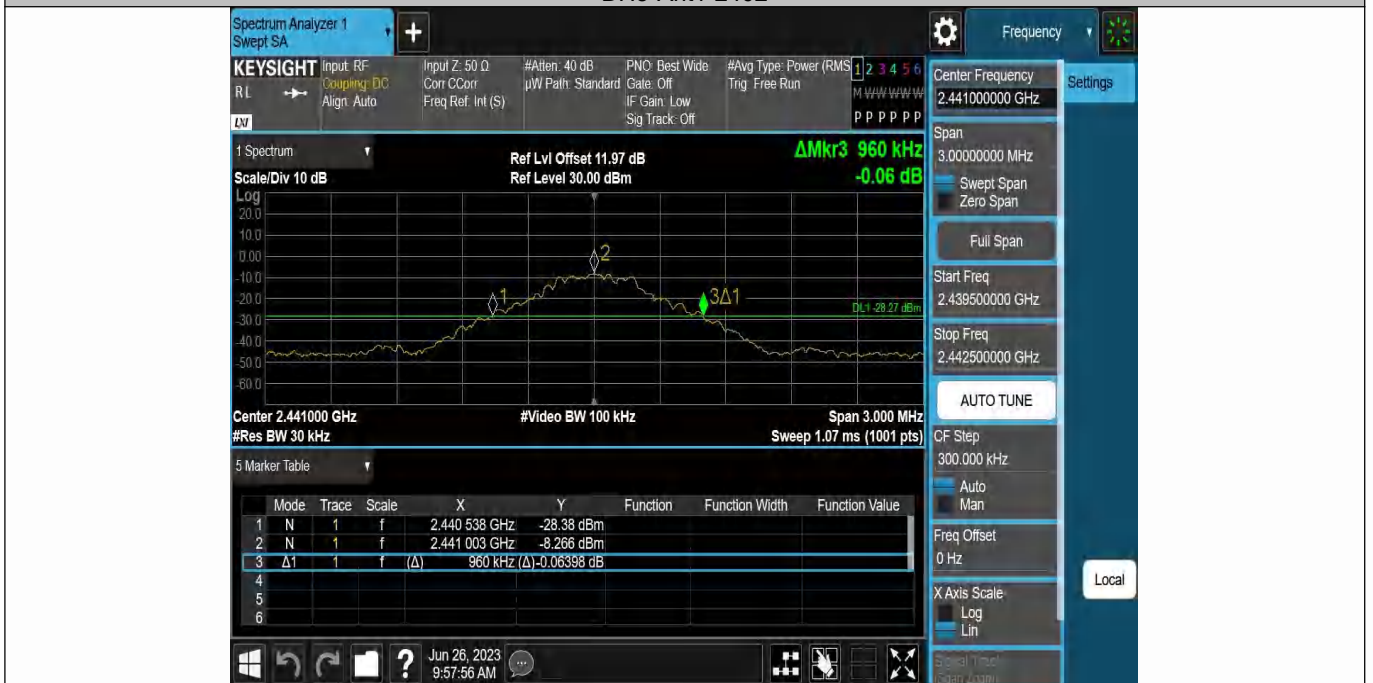 Spectrum Analyzer 1
Swept SA
+
Frequency
KEYSIGHT
RL
LXI
Input: RF
Coupling: DC
Align: Auto
Input Z: 50 Ω
Corr CCorr
Freq Ref: Int (S)
#Atten: 40 dB
µW Path: Standard
PNO: Best Wide
Gate: Off
IF Gain: Low
Sig Track: Off
#Avg Type: Power (RMS
Trig: Free Run
1 2 3 4 5 6
M W W W W W
P P P P P P
Center Frequency
2.441000000 GHz
Settings
Span
3.00000000 MHz
Swept Span
Zero Span
Full Span
Start Freq
2.439500000 GHz
Stop Freq
2.442500000 GHz
AUTO TUNE
CF Step
300.000 kHz
Auto
Man
Freq Offset
0 Hz
X Axis Scale
Log
Lin
Local
1 Spectrum
Scale/Div 10 dB
Ref Lvl Offset 11.97 dB
Ref Level 30.00 dBm
ΔMkr3 960 kHz
-0.06 dB
Log
20.0
10.0
0.00
-10.0
-20.0
-30.0
-40.0
-50.0
-60.0
2
1
3Δ1
DL1 -28.27 dBm
Center 2.441000 GHz
#Video BW 100 kHz
Span 3.000 MHz
#Res BW 30 kHz
Sweep 1.07 ms (1001 pts)
5 Marker Table
Mode Trace Scale X Y Function Function Width Function Value
1 N 1 f 2.440 538 GHz -28.38 dBm
2 N 1 f 2.441 003 GHz -8.266 dBm
3 Δ1 1 f (Δ) 960 kHz (Δ)-0.06398 dB
4
5
6
?
Jun 26, 2023
9:57:56 AM